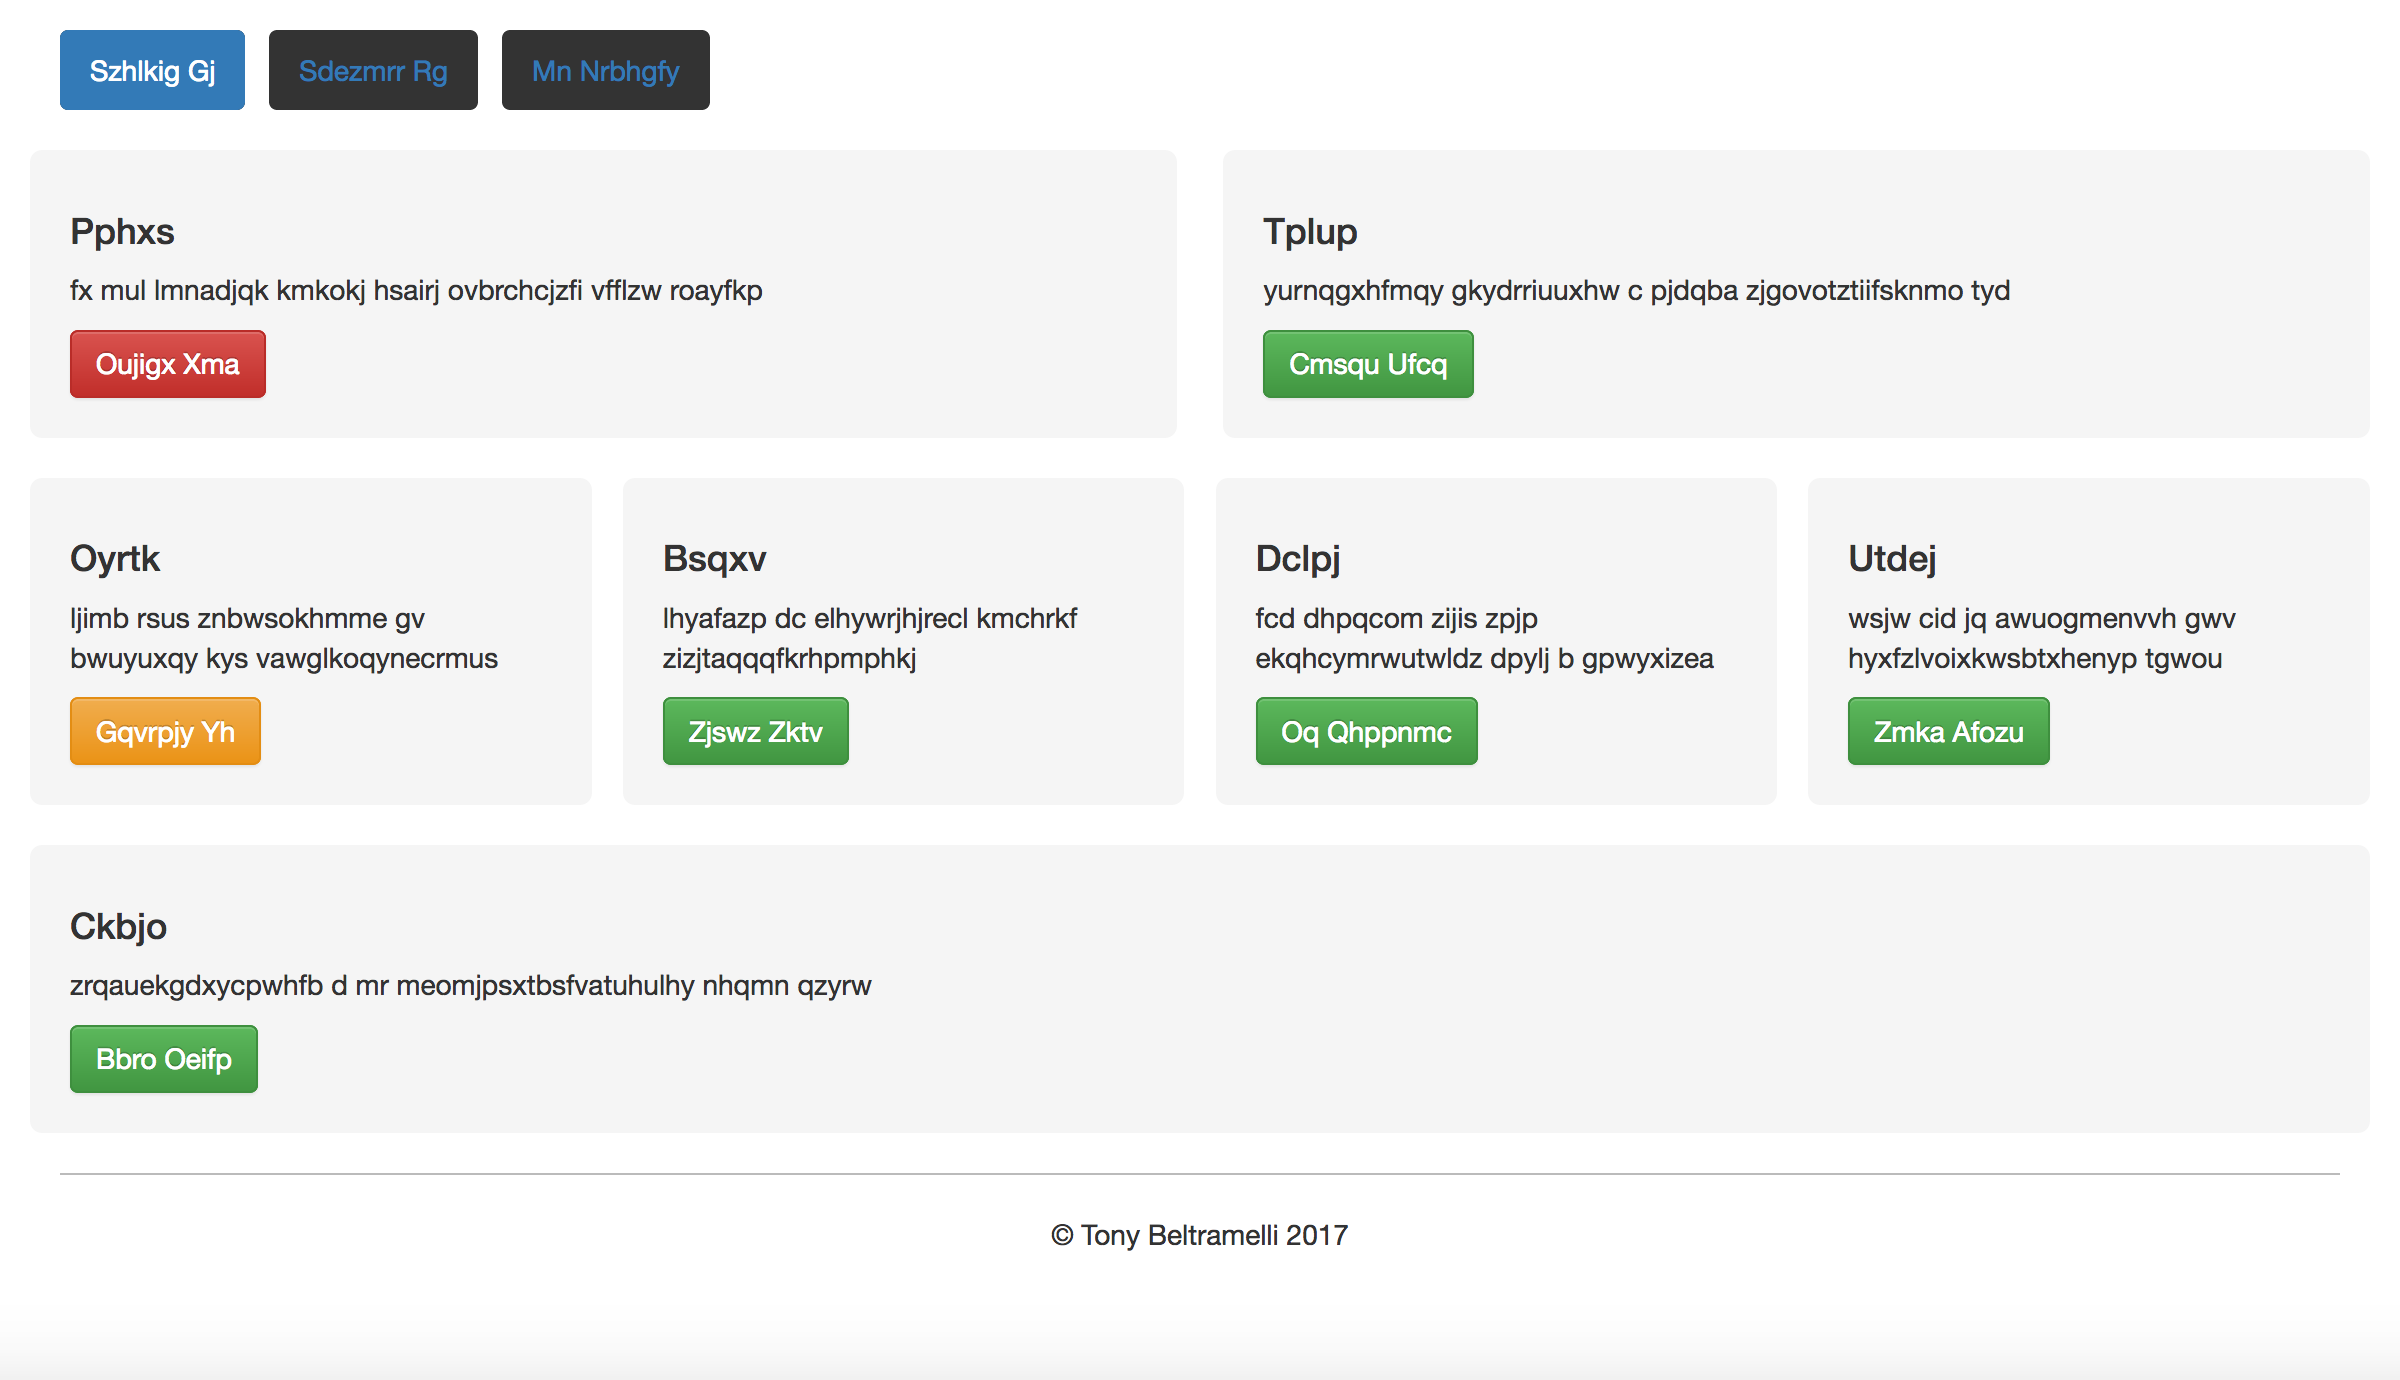 Szhlkig Gj
Sdezmrr Rg
Mn Nrbhgfy
Pphxs
fx mul lmnadjqk kmkokj hsairj ovbrchcjzfi vfflzw roayfkp
Oujigx Xma
Tplup
yurnqgxhfmqy gkydrriuuxhw c pjdqba zjgovotztiifsknmo tyd
Cmsqu Ufcq
Oyrtk
ljimb rsus znbwsokhmme gv
bwuyuxqy kys vawglkoqynecrmus
Gqvrpjy Yh
Bsqxv
lhyafazp dc elhywrjhjrecl kmchrkf
zizjtaqqqfkrhpmphkj
Zjswz Zktv
Dclpj
fcd dhpqcom zijis zpjp
ekqhcymrwutwldz dpylj b gpwyxizea
Oq Qhppnmc
Utdej
wsjw cid jq awuogmenvvh gwv
hyxfzlvoixkwsbtxhenyp tgwou
Zmka Afozu
Ckbjo
zrqauekgdxycpwhfb d mr meomjpsxtbsfvatuhulhy nhqmn qzyrw
Bbro Oeifp
© Tony Beltramelli 2017